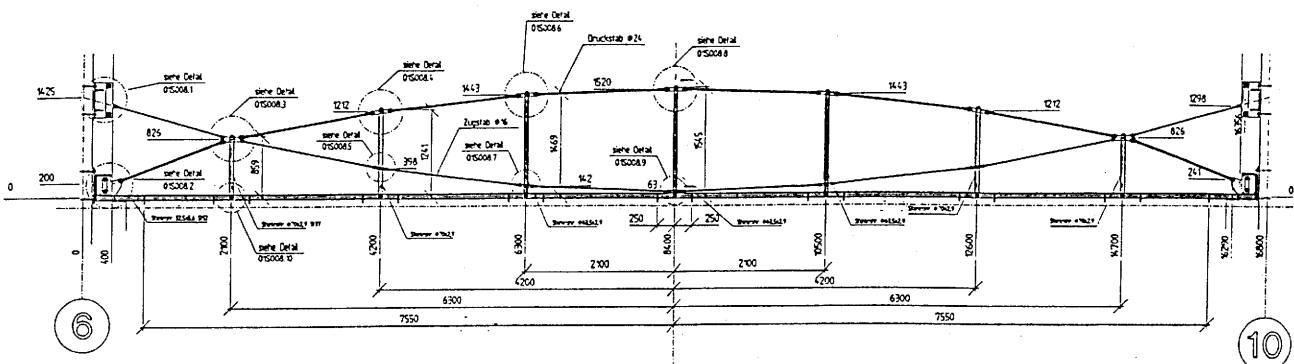 siehe Detail
01S008.6
siehe Detail
01S008.8
Druckstab Ø24
siehe Detail
01S008.1
siehe Detail
01S008.4
siehe Detail
01S008.3
1425
1212
1443
1520
1443
1212
1298
826
826
Zugstab Ø16
siehe Detail
01S008.5
siehe Detail
01S008.7
siehe Detail
01S008.9
859
1241
1469
1545
398
142
63
241
0
200
siehe Detail
01S008.2
0
250
250
siehe Detail
01S008.10
0
400
2100
4200
6300
8400
10500
12600
14700
16290
16800
2100
2100
4200
4200
6300
6300
7550
7550
6
10